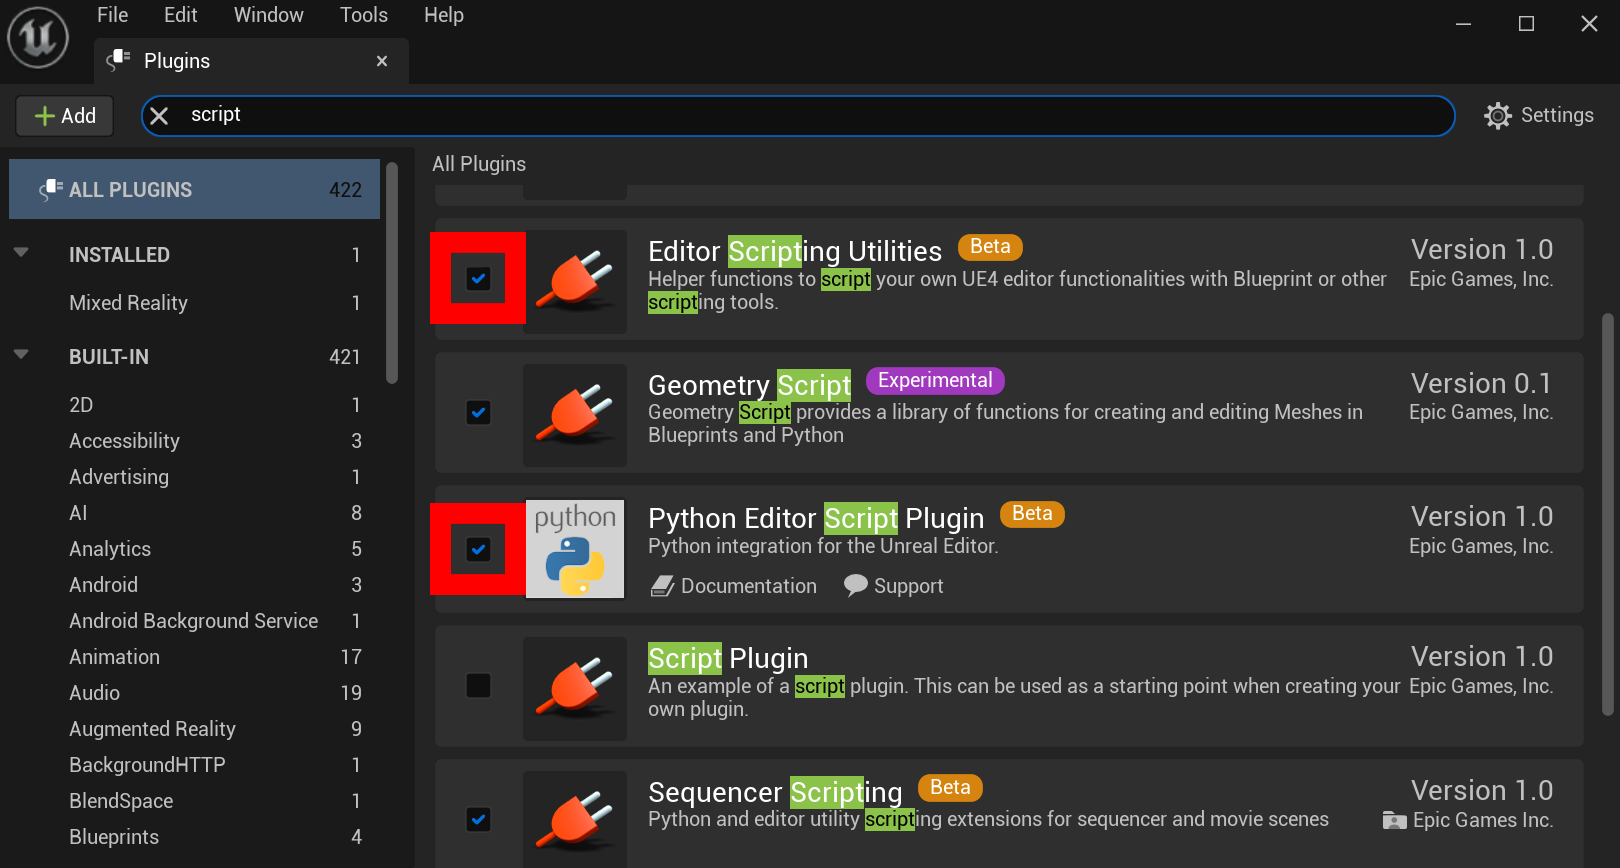 File Edit Window Tools Help
Plugins
Add
script
Settings
ALL PLUGINS 422
INSTALLED 1
Mixed Reality 1
BUILT-IN 421
2D 1
Accessibility 3
Advertising 1
AI 8
Analytics 5
Android 3
Android Background Service 1
Animation 17
Audio 19
Augmented Reality 9
BackgroundHTTP 1
BlendSpace 1
Blueprints 4
All Plugins
Editor Scripting Utilities Beta Version 1.0
Helper functions to script your own UE4 editor functionalities with Blueprint or other Epic Games, Inc.
scripting tools.
Geometry Script Experimental Version 0.1
Geometry Script provides a library of functions for creating and editing Meshes in Epic Games, Inc.
Blueprints and Python
python
Python Editor Script Plugin Beta Version 1.0
Python integration for the Unreal Editor. Epic Games, Inc.
Documentation Support
Script Plugin Version 1.0
An example of a script plugin. This can be used as a starting point when creating your Epic Games, Inc.
own plugin.
Sequencer Scripting Beta Version 1.0
Python and editor utility scripting extensions for sequencer and movie scenes Epic Games Inc.